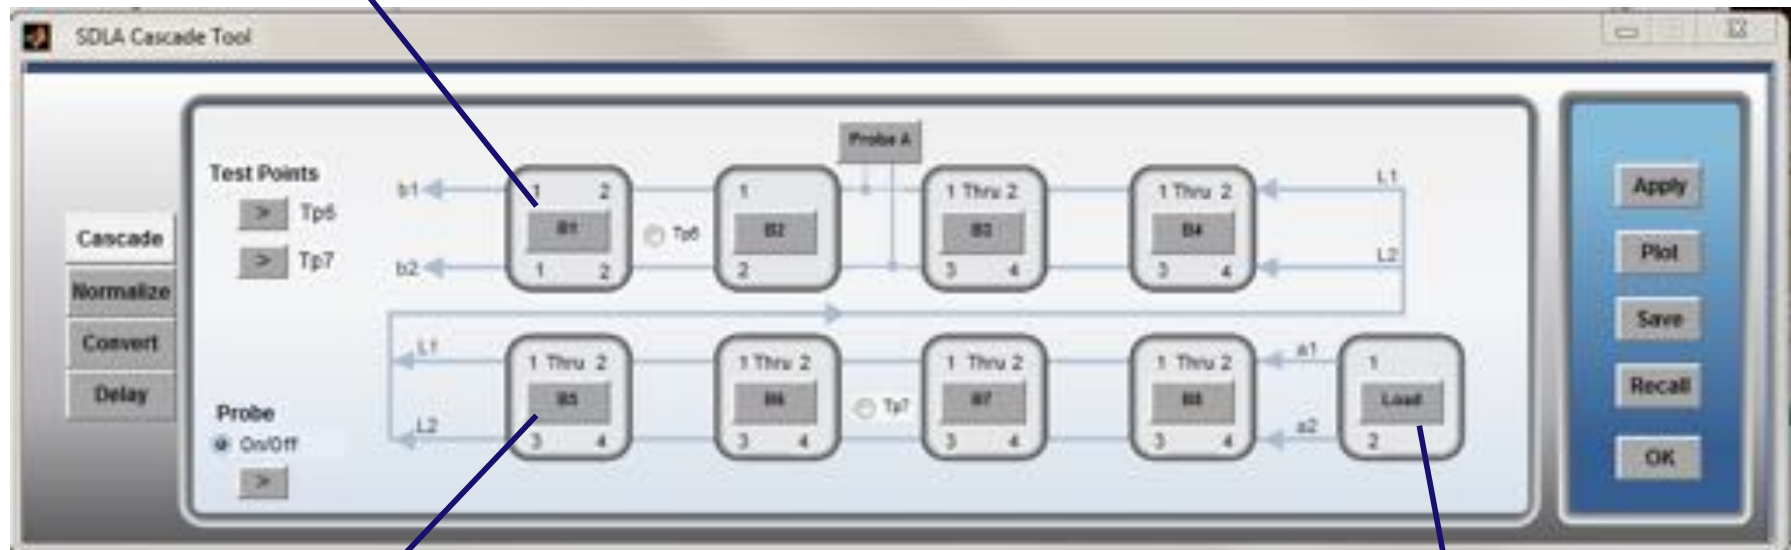 SDLA Cascade Tool
Cascade
Normalize
Convert
Delay
Test Points
> Tp6
> Tp7
Probe
On/Off
>
Probe A
b1
b2
1 2
B1
1 2
Tp6
1
B2
2
1 Thru 2
B3
3 4
1 Thru 2
B4
3 4
L1
L2
L1
L2
1 Thru 2
B5
3 4
1 Thru 2
B6
3 4
Tp7
1 Thru 2
B7
3 4
1 Thru 2
B8
3 4
a1
a2
1
Load
2
Apply
Plot
Save
Recall
OK